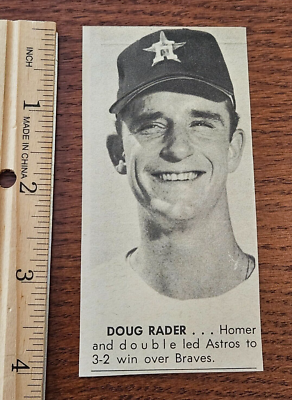 INCH
1
MADE IN CHINA
2
3
4
DOUG RADER . . . Homer
and double led Astros to
3-2 win over Braves.